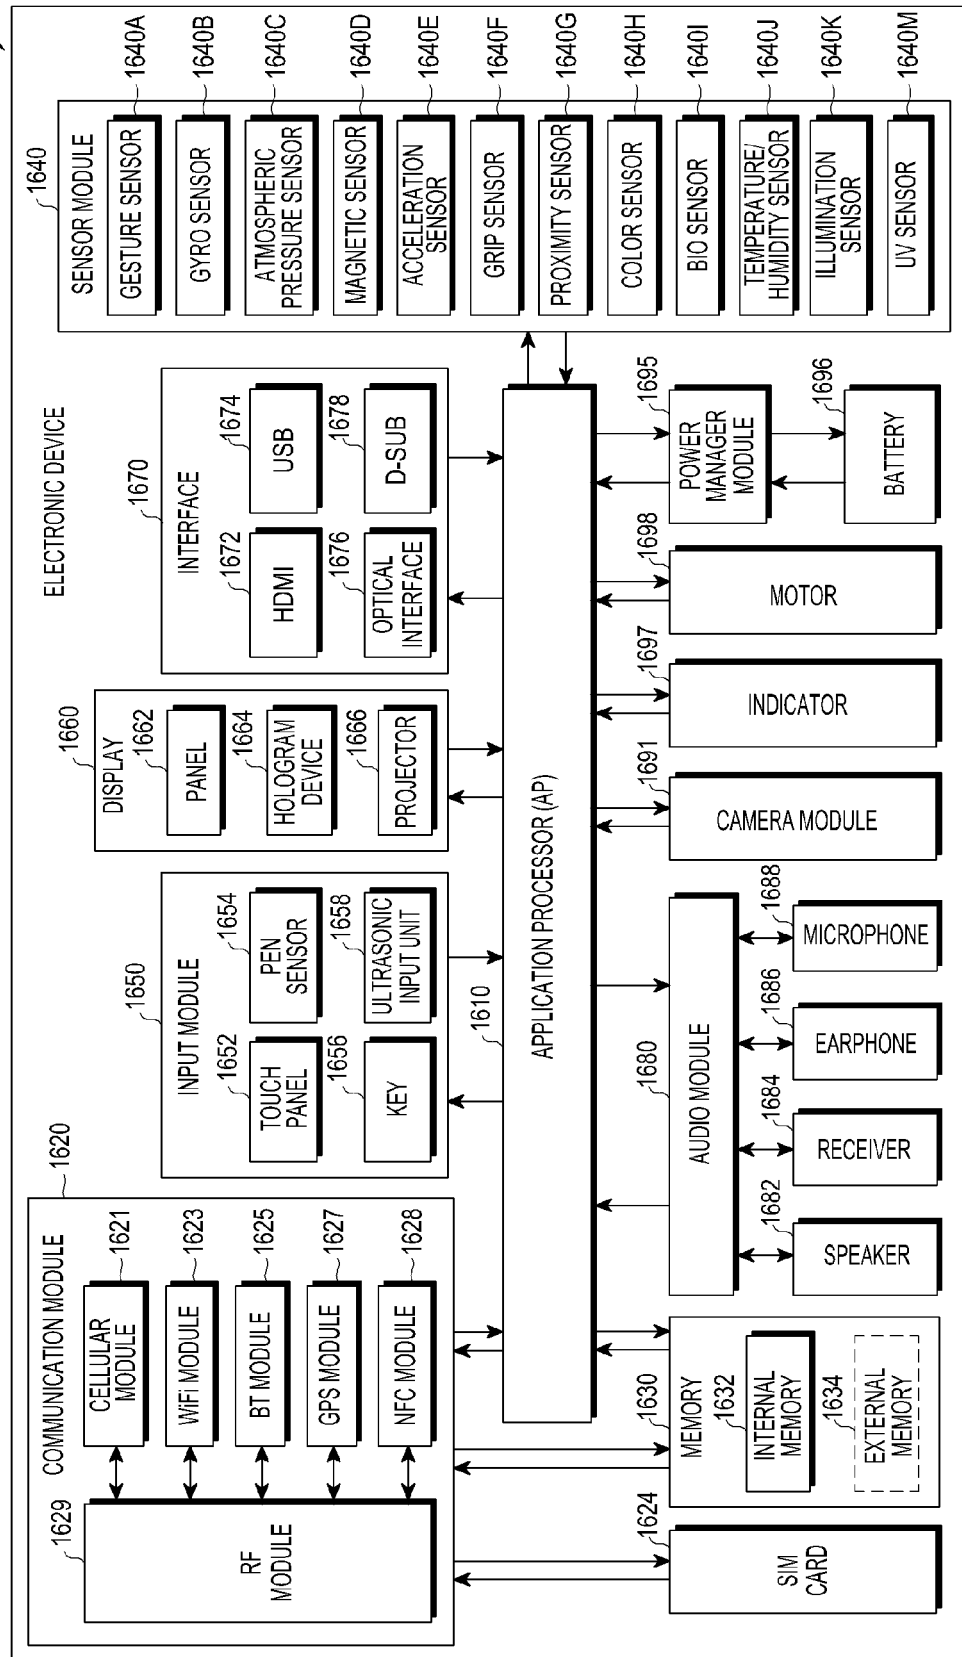 ELECTRONIC DEVICE
COMMUNICATION MODULE
1620
1629
RF
MODULE
CELLULAR
MODULE
1621
WiFi MODULE
1623
BT MODULE
1625
GPS MODULE
1627
NFC MODULE
1628
INPUT MODULE
1650
TOUCH
PANEL
1652
PEN
SENSOR
1654
KEY
1656
ULTRASONIC
INPUT UNIT
1658
DISPLAY
1660
PANEL
1662
HOLOGRAM
DEVICE
1664
PROJECTOR
1666
INTERFACE
1670
HDMI
1672
USB
1674
OPTICAL
INTERFACE
1676
D-SUB
1678
SENSOR MODULE
1640
GESTURE SENSOR
1640A
GYRO SENSOR
1640B
ATMOSPHERIC
PRESSURE SENSOR
1640C
MAGNETIC SENSOR
1640D
ACCELERATION
SENSOR
1640E
GRIP SENSOR
1640F
PROXIMITY SENSOR
1640G
COLOR SENSOR
1640H
BIO SENSOR
1640I
TEMPERATURE/
HUMIDITY SENSOR
1640J
ILLUMINATION
SENSOR
1640K
UV SENSOR
1640M
1610
APPLICATION PROCESSOR (AP)
SIM
CARD
1624
MEMORY
1630
INTERNAL
MEMORY
1632
EXTERNAL
MEMORY
1634
AUDIO MODULE
1680
SPEAKER
1682
RECEIVER
1684
EARPHONE
1686
MICROPHONE
1688
CAMERA MODULE
1691
INDICATOR
1697
MOTOR
1698
POWER
MANAGER
MODULE
1695
BATTERY
1696